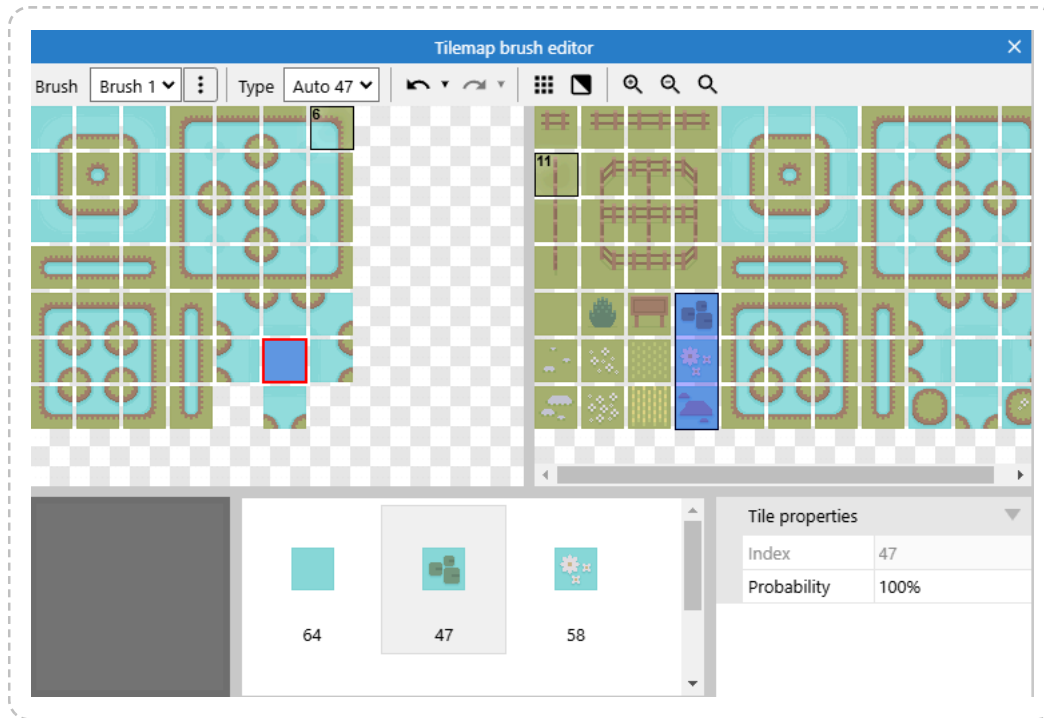 Tilemap brush editor
Brush Brush 1 Type Auto 47
6
11
64 47 58
Tile properties
Index 47
Probability 100%